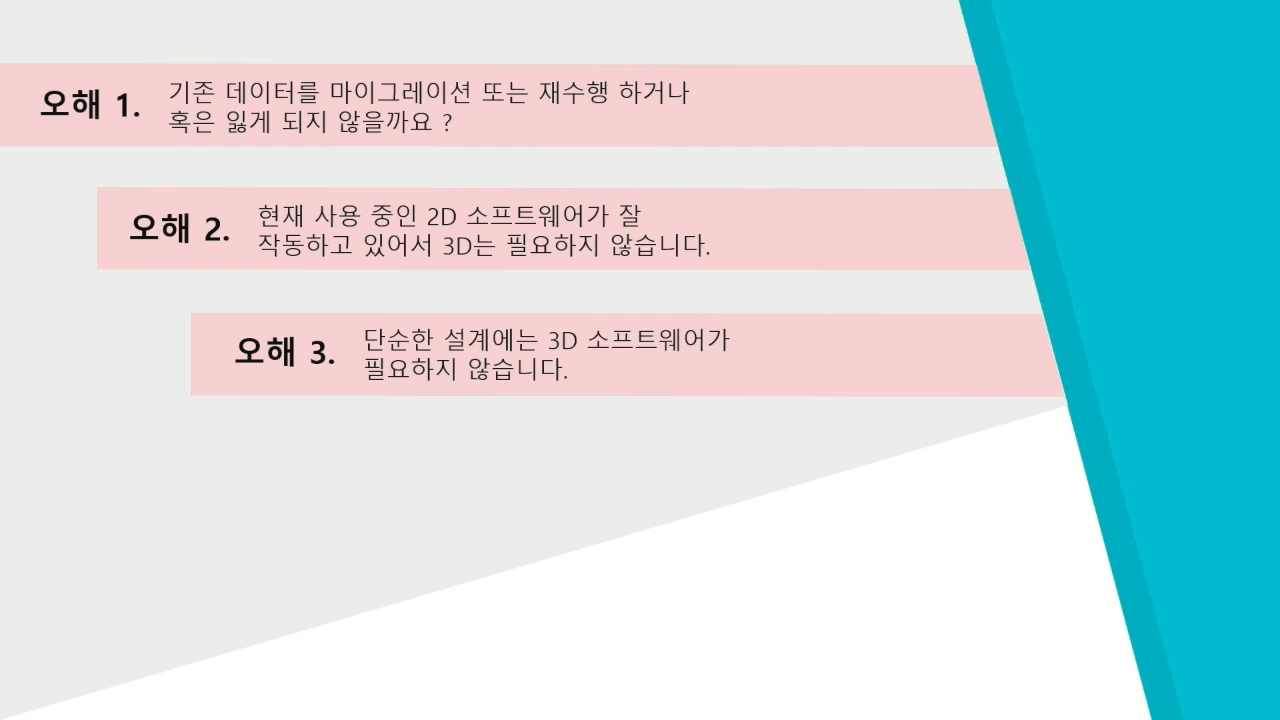 오해 1.
기존 데이터를 마이그레이션 또는 재수행 하거나
혹은 잃게 되지 않을까요 ?
오해 2.
현재 사용 중인 2D 소프트웨어가 잘
작동하고 있어서 3D는 필요하지 않습니다.
오해 3.
단순한 설계에는 3D 소프트웨어가
필요하지 않습니다.